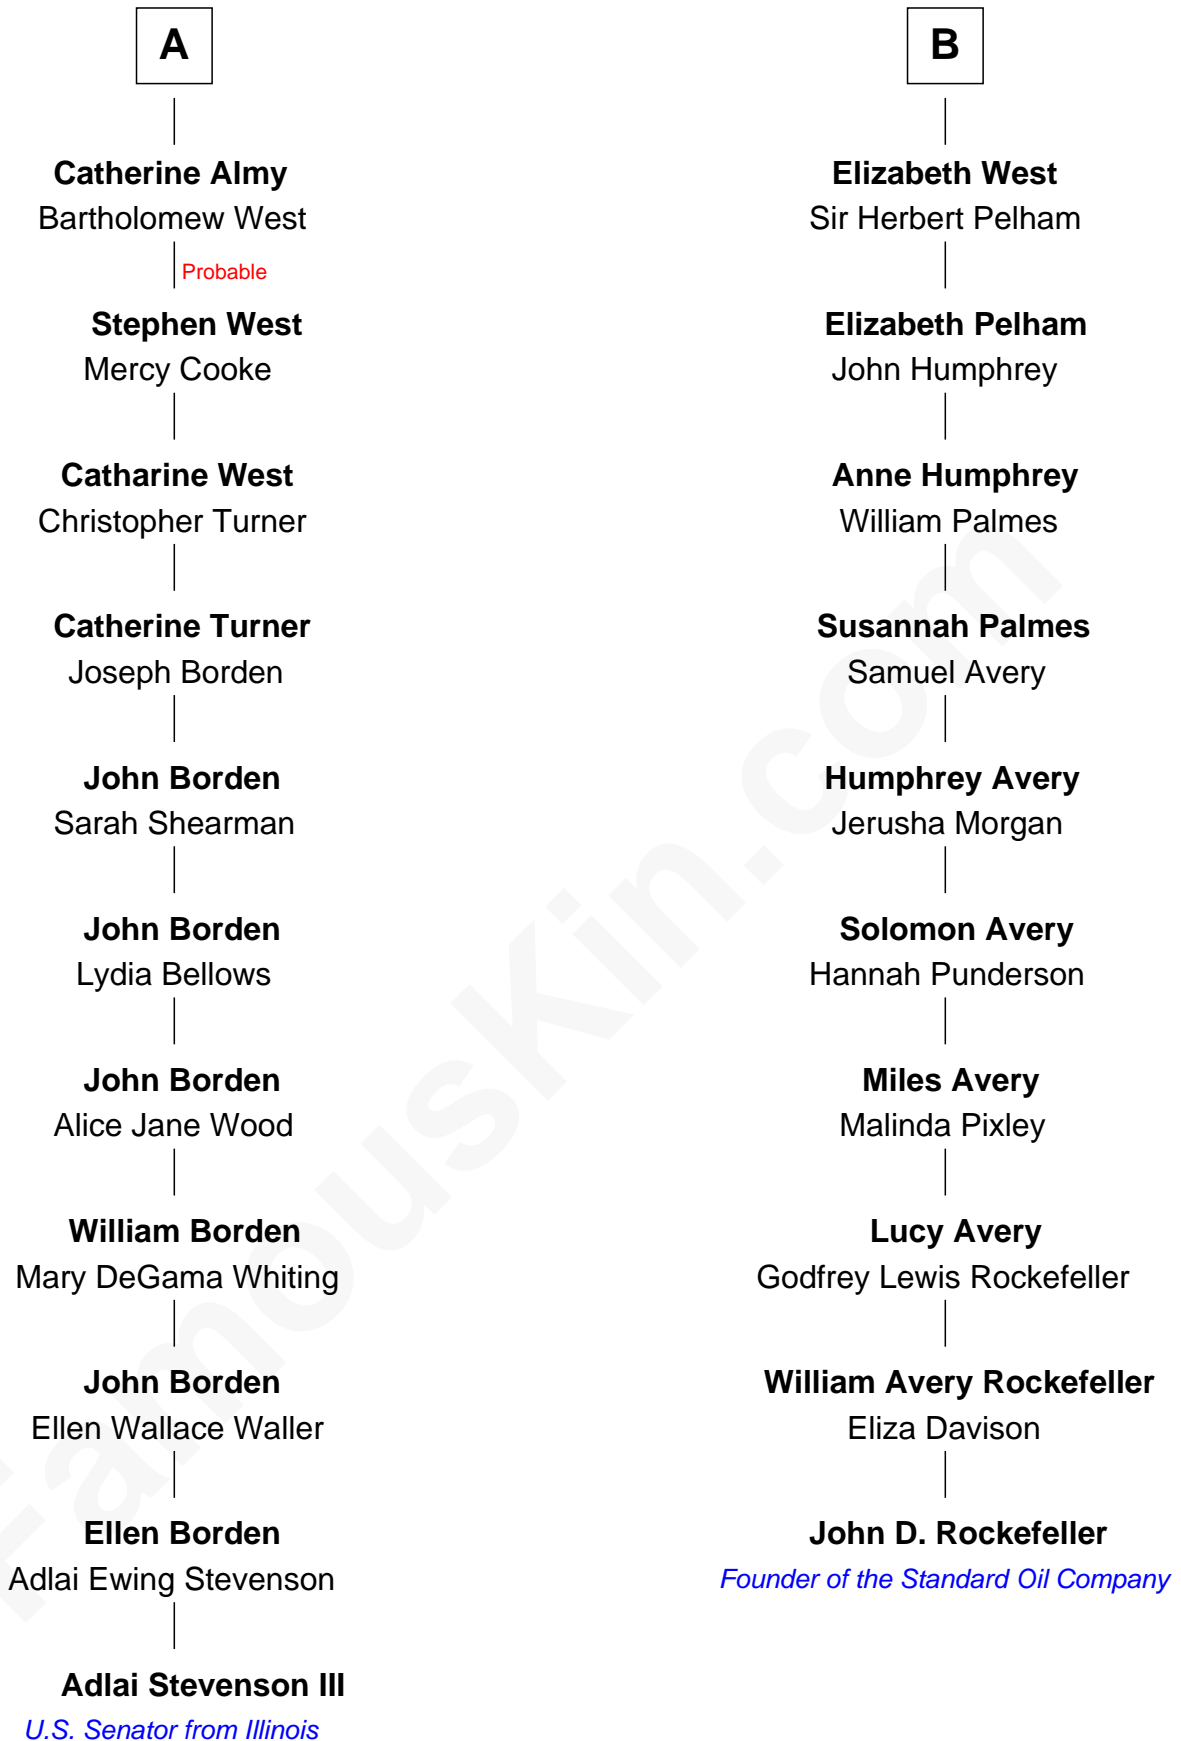 A
Catherine Almy
Bartholomew West
Probable
Stephen West
Mercy Cooke
Catharine West
Christopher Turner
Catherine Turner
Joseph Borden
John Borden
Sarah Shearman
John Borden
Lydia Bellows
John Borden
Alice Jane Wood
William Borden
Mary DeGama Whiting
John Borden
Ellen Wallace Waller
Ellen Borden
Adlai Ewing Stevenson
Adlai Stevenson III
U.S. Senator from Illinois
B
Elizabeth West
Sir Herbert Pelham
Elizabeth Pelham
John Humphrey
Anne Humphrey
William Palmes
Susannah Palmes
Samuel Avery
Humphrey Avery
Jerusha Morgan
Solomon Avery
Hannah Punderson
Miles Avery
Malinda Pixley
Lucy Avery
Godfrey Lewis Rockefeller
William Avery Rockefeller
Eliza Davison
John D. Rockefeller
Founder of the Standard Oil Company
FamousKin.com